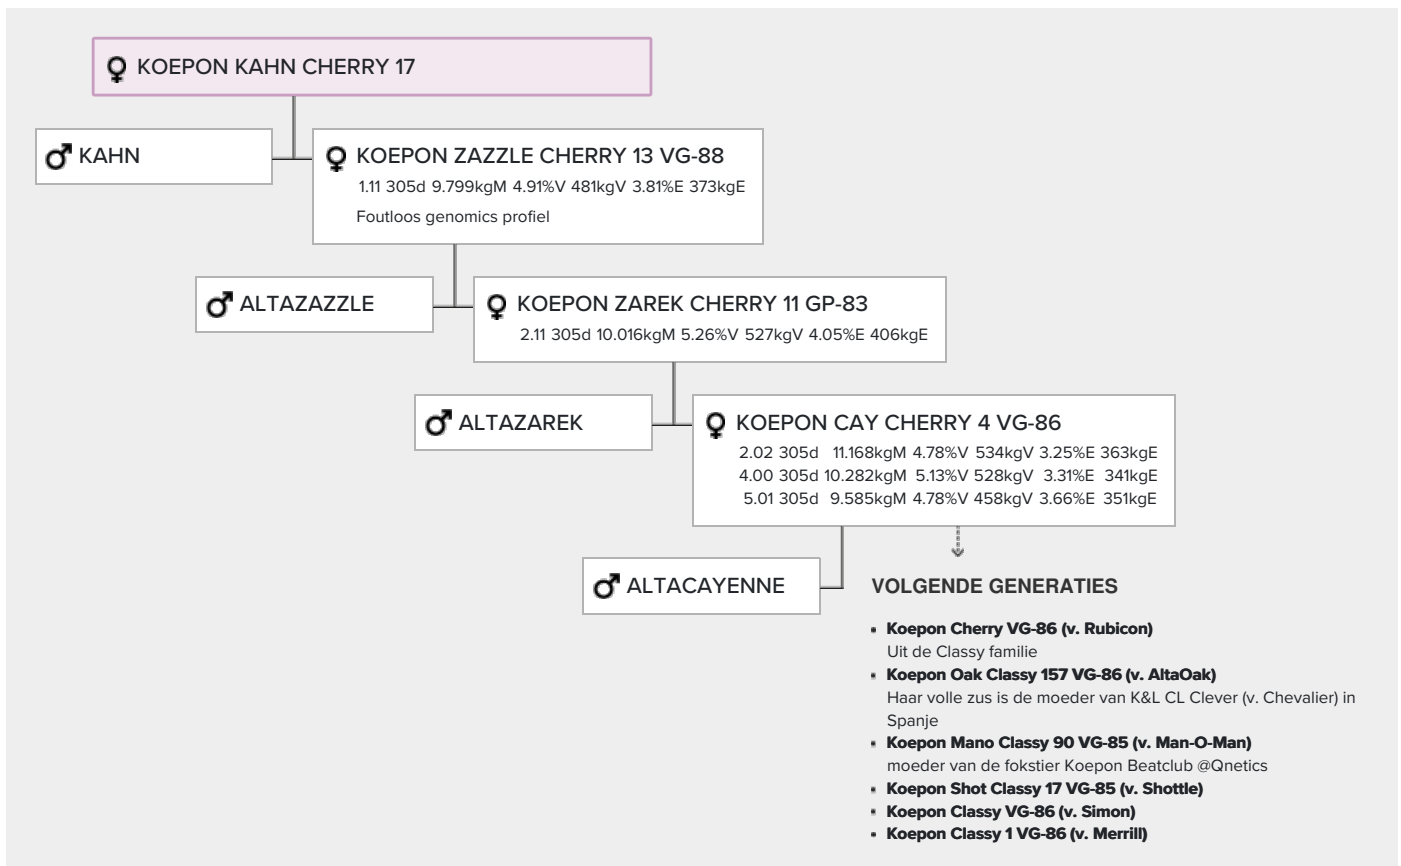 KOEPON KAHN CHERRY 17
KAHN
KOEPON ZAZZLE CHERRY 13 VG-88
1.11 305d 9.799kgM 4.91%V 481kgV 3.81%E 373kgE
Foutloos genomics profiel
ALTAZAZZLE
KOEPON ZAREK CHERRY 11 GP-83
2.11 305d 10.016kgM 5.26%V 527kgV 4.05%E 406kgE
ALTAZAREK
KOEPON CAY CHERRY 4 VG-86
2.02 305d 11.168kgM 4.78%V 534kgV 3.25%E 363kgE
4.00 305d 10.282kgM 5.13%V 528kgV 3.31%E 341kgE
5.01 305d 9.585kgM 4.78%V 458kgV 3.66%E 351kgE
ALTACAYENNE
VOLGENDE GENERATIES
Koepon Cherry VG-86 (v. Rubicon)
Uit de Classy familie
Koepon Oak Classy 157 VG-86 (v. AltaOak)
Haar volle zus is de moeder van K&L CL Clever (v. Chevalier) in
Spanje
Koepon Mano Classy 90 VG-85 (v. Man-O-Man)
moeder van de fokstier Koepon Beatclub @Qnetics
Koepon Shot Classy 17 VG-85 (v. Shottle)
Koepon Classy VG-86 (v. Simon)
Koepon Classy 1 VG-86 (v. Merrill)